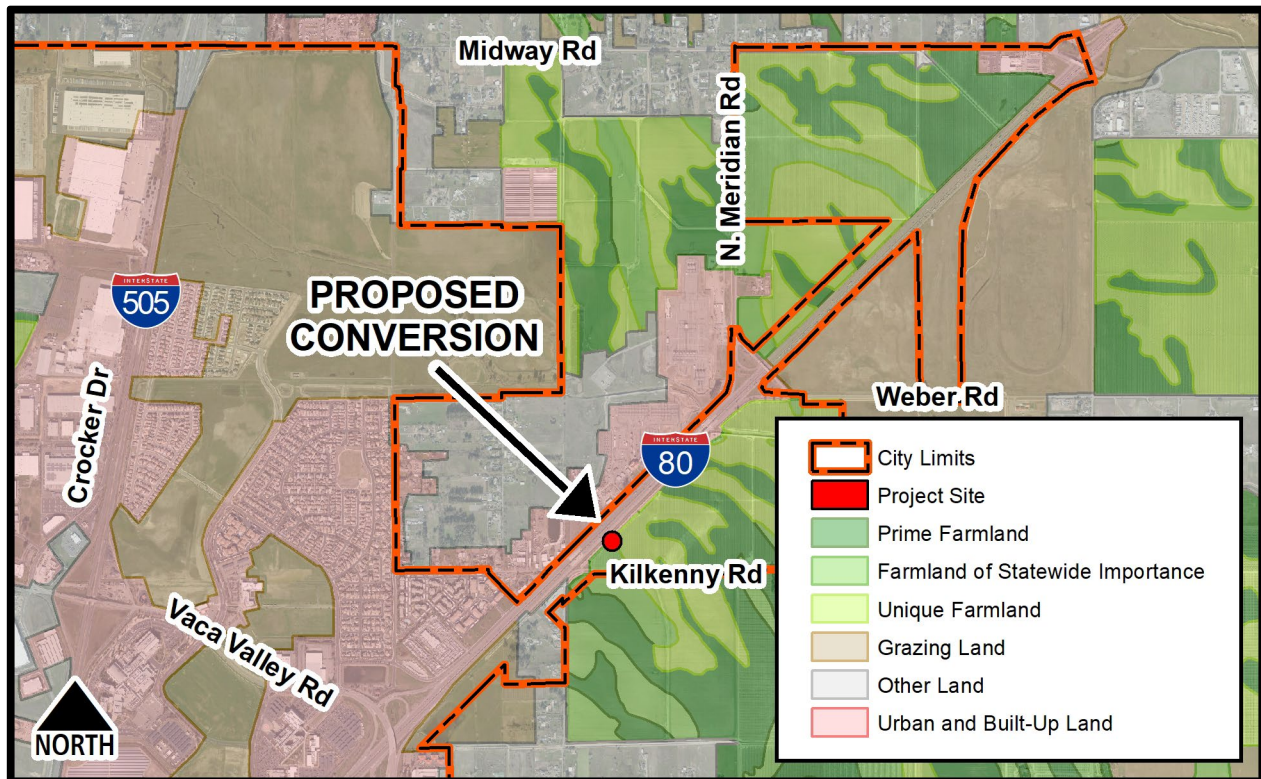 Midway Rd
N. Meridian Rd
INTERSTATE
505
PROPOSED
CONVERSION
Crocker Dr
Weber Rd
INTERSTATE
80
Kilkenny Rd
Vaca Valley Rd
NORTH
City Limits
Project Site
Prime Farmland
Farmland of Statewide Importance
Unique Farmland
Grazing Land
Other Land
Urban and Built-Up Land